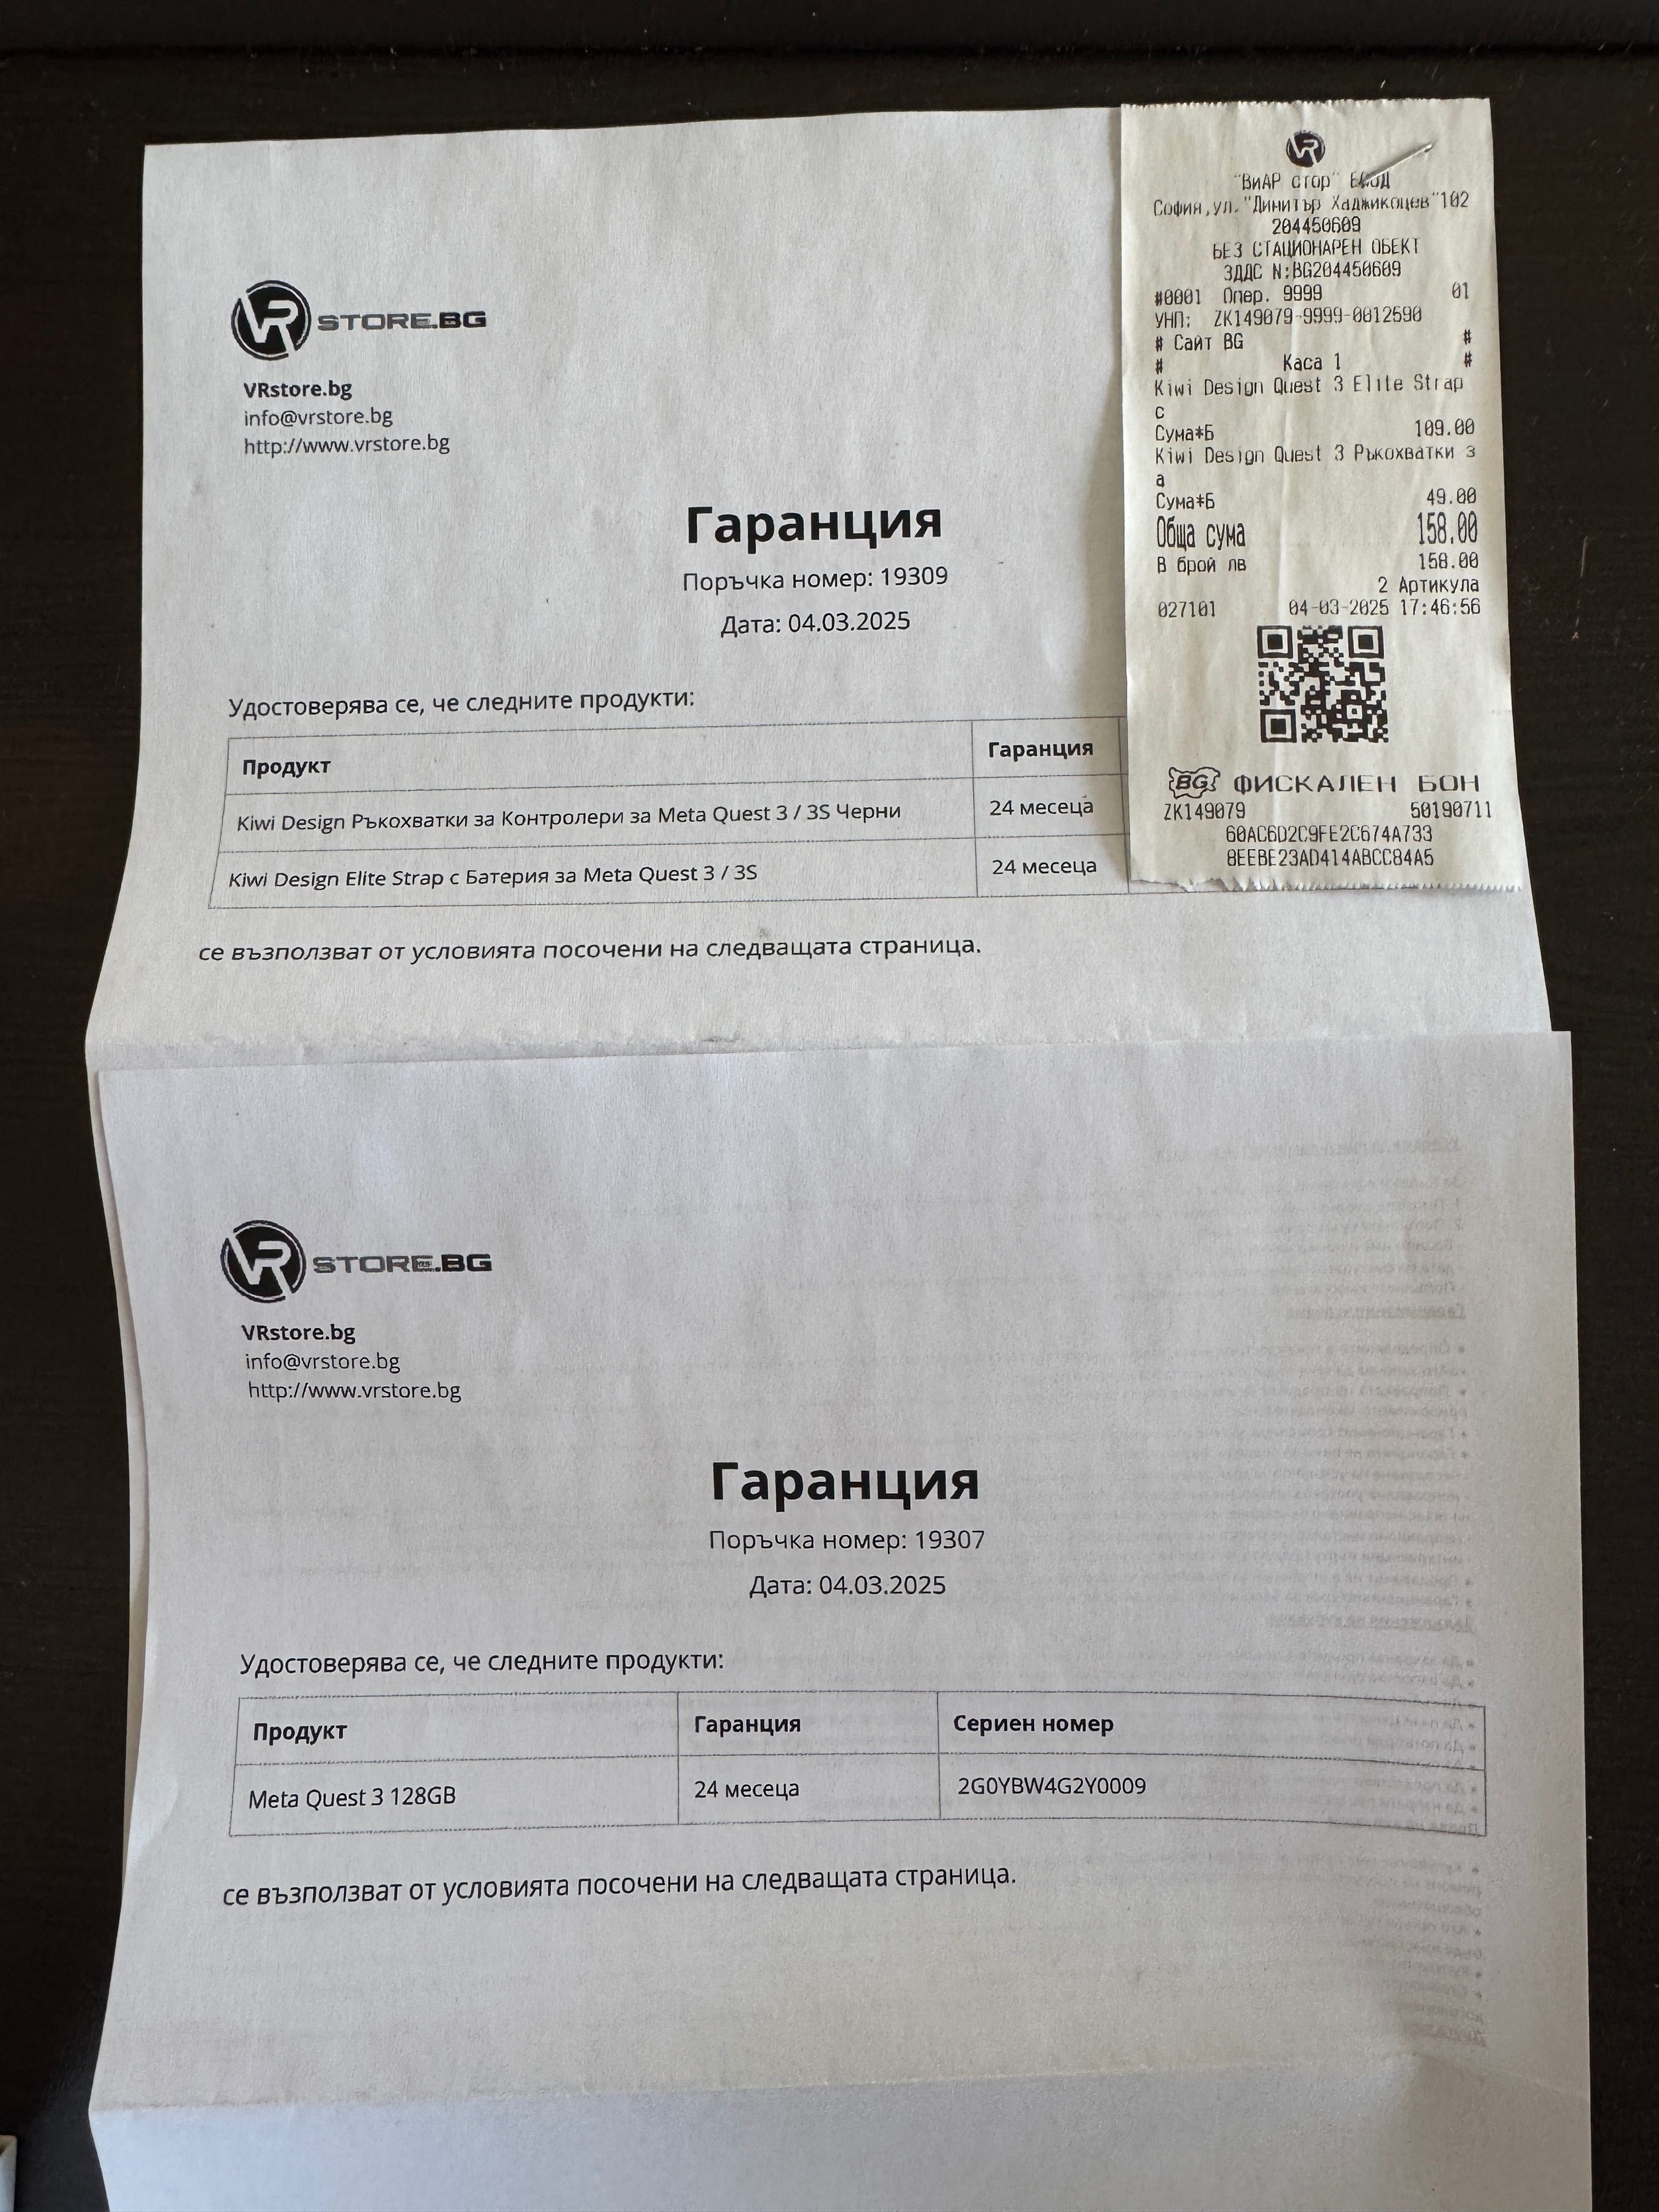 VR STORE.BG
VRstore.bg
info@vrstore.bg
http://www.vrstore.bg
Гаранция
Поръчка номер: 19309
Дата: 04.03.2025
Удостоверява се, че следните продукти:
Продукт Гаранция
Kiwi Design Ръкохватки за Контролери за Meta Quest 3 / 3S Черни 24 месеца
Kiwi Design Elite Strap с Батерия за Meta Quest 3 / 3S 24 месеца
се възползват от условията посочени на следващата страница.
VR
"ВиАР стор"
София,ул."Димитър Хаджикоцев"102
204450609
БЕЗ СТАЦИОНАРЕН ОБЕКТ
ЗДДС N:BG204450609
#0001 Опер. 9999 01
УНП: ZK149079-9999-0012590
# Сайт BG #
# Каса 1 #
Kiwi Design Quest 3 Elite Strap
с
Сума*Б 109.00
Kiwi Design Quest 3 Ръкохватки з
а
Сума*Б 49.00
Обща сума 158.00
В брой лв 158.00
2 Артикула
027101 04-03-2025 17:46:56
BG ФИСКАЛЕН БОН
ZK149079 50190711
60AC6D2C9FE2C674A733
8EEBE23AD414ABCC84A5
VR STORE.BG
VRstore.bg
info@vrstore.bg
http://www.vrstore.bg
Гаранция
Поръчка номер: 19307
Дата: 04.03.2025
Удостоверява се, че следните продукти:
Продукт Гаранция Сериен номер
Meta Quest 3 128GB 24 месеца 2G0YBW4G2Y0009
се възползват от условията посочени на следващата страница.